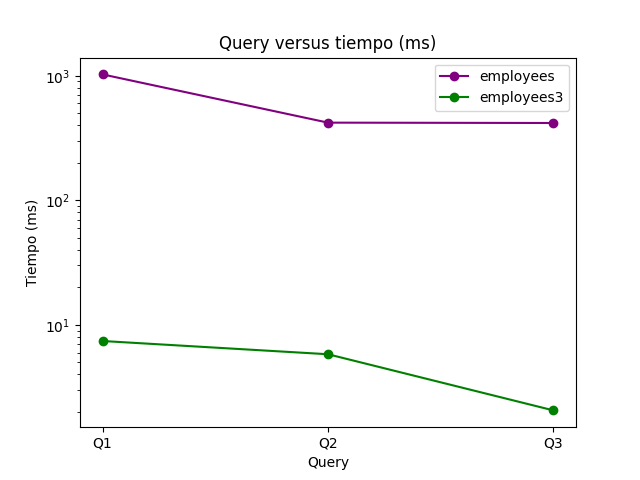 Query versus tiempo (ms)
employees
employees3
10³
10²
10¹
Tiempo (ms)
Q1 Q2 Q3
Query